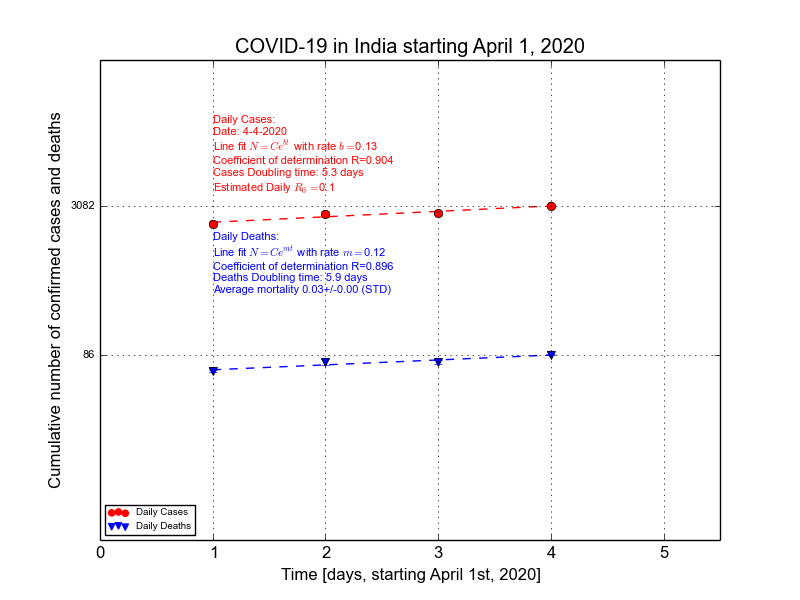 COVID-19 in India starting April 1, 2020
Cumulative number of confirmed cases and deaths
Daily Cases:
Date: 4-4-2020
Line fit N = Ce^{bt} with rate b = 0.13
Coefficient of determination R=0.904
Cases Doubling time: 5.3 days
Estimated Daily R₀ = 0.1
3082
Daily Deaths:
Line fit N = Ce^{mt} with rate m = 0.12
Coefficient of determination R=0.896
Deaths Doubling time: 5.9 days
Average mortality 0.03+/-0.00 (STD)
86
Daily Cases
Daily Deaths
0 1 2 3 4 5
Time [days, starting April 1st, 2020]